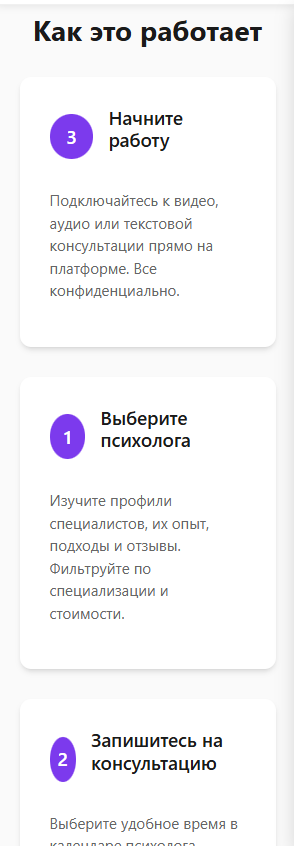 Как это работает
3
Начните
работу
Подключайтесь к видео,
аудио или текстовой
консультации прямо на
платформе. Все
конфиденциально.
1
Выберите
психолога
Изучите профили
специалистов, их опыт,
подходы и отзывы.
Фильтруйте по
специализации и
стоимости.
2
Запишитесь на
консультацию
Выберите удобное время в
календаре психолога